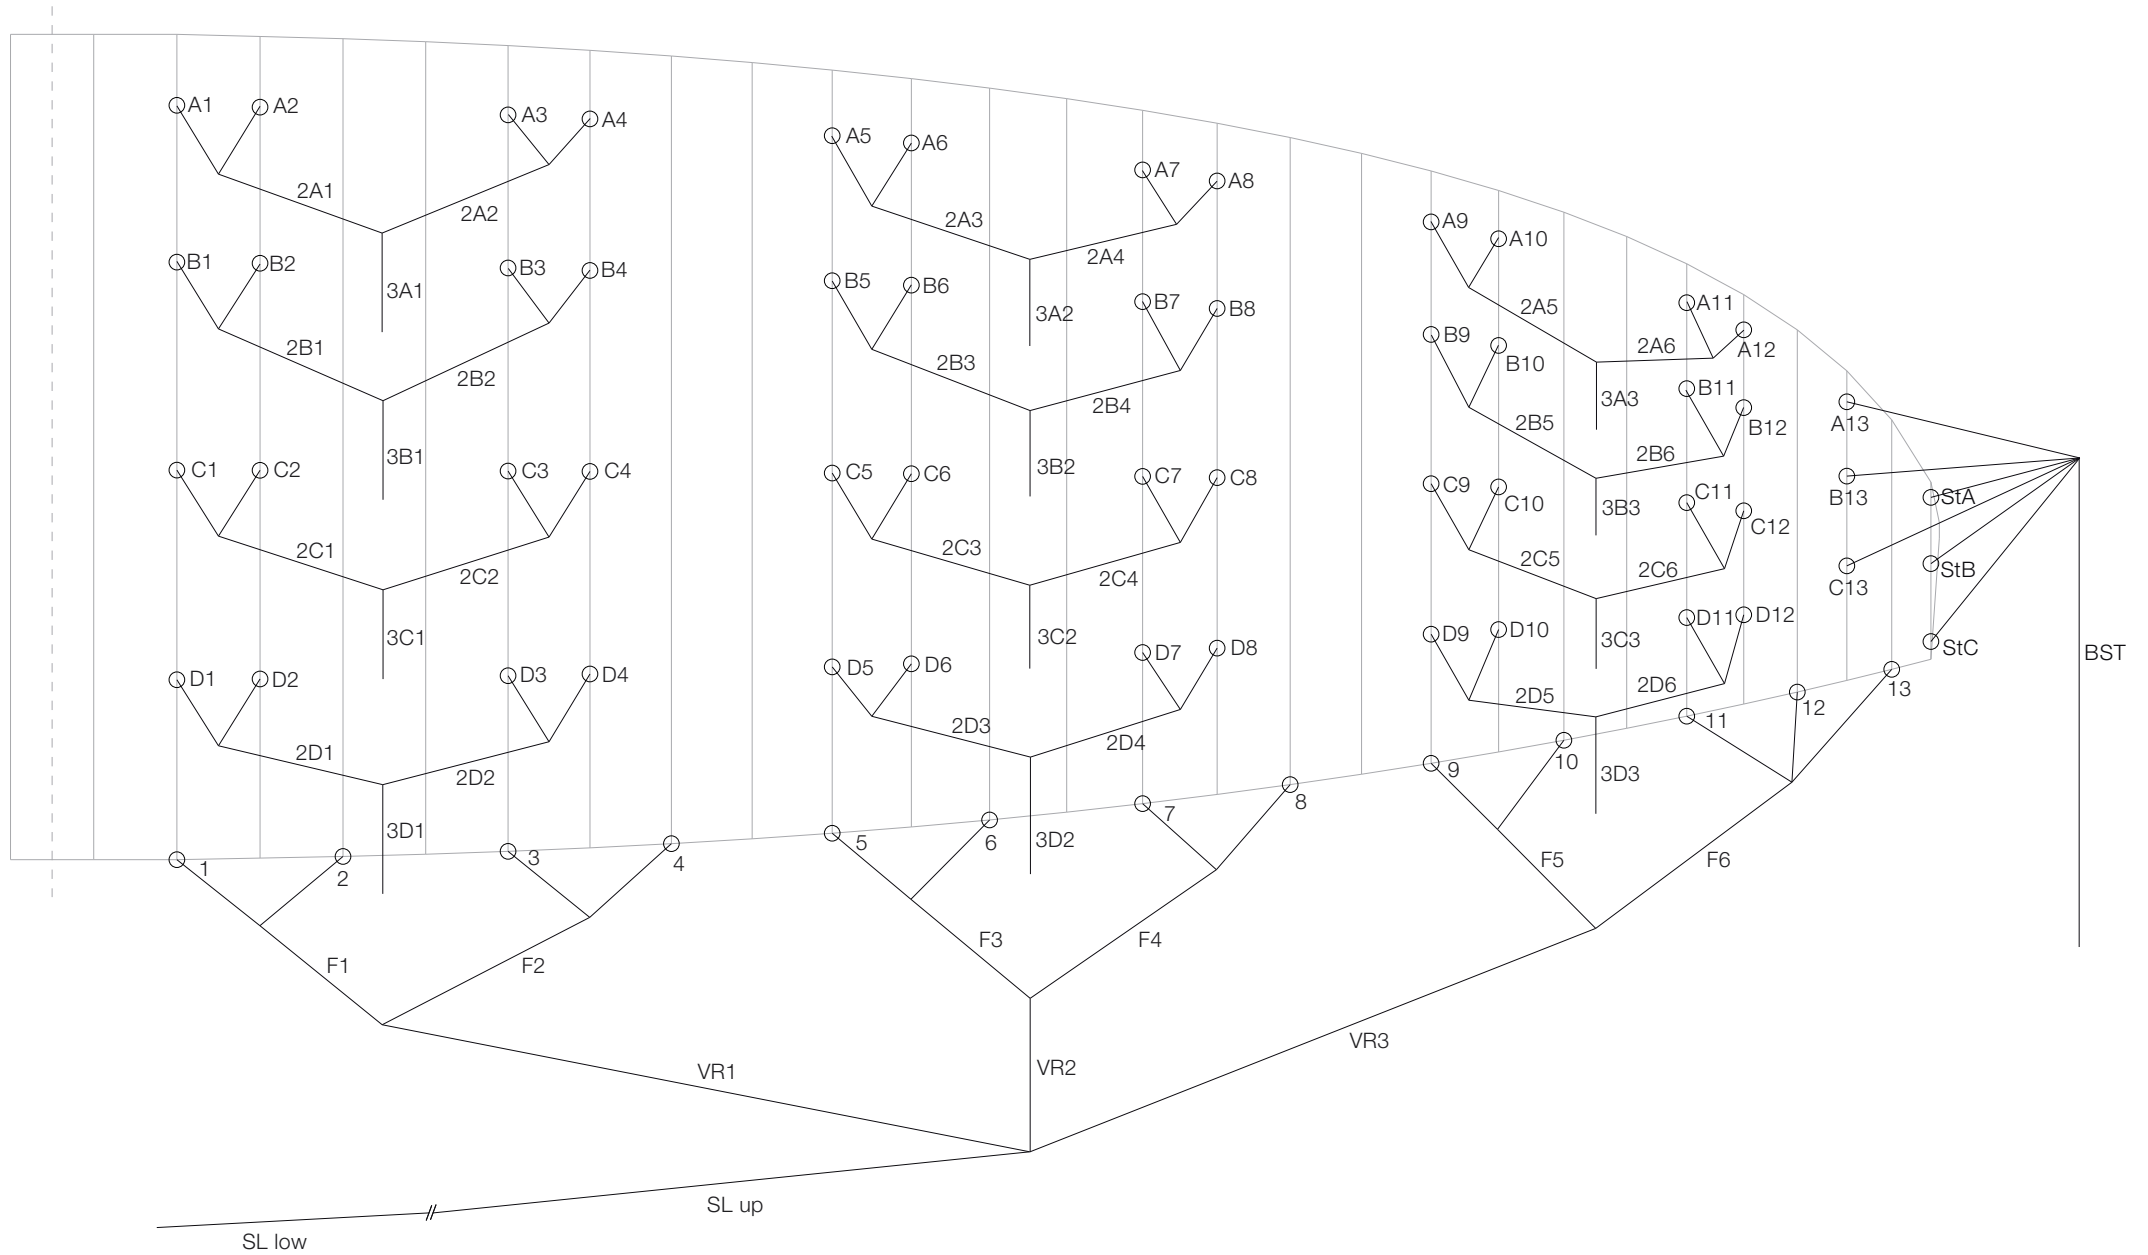 A1 A2 A3 A4
2A1 2A2
3A1
B1 B2 B3 B4
2B1 2B2
3B1
C1 C2 C3 C4
2C1 2C2
3C1
D1 D2 D3 D4
2D1 2D2
3D1
A5 A6 A7 A8
2A3 2A4
3A2
B5 B6 B7 B8
2B3 2B4
3B2
C5 C6 C7 C8
2C3 2C4
3C2
D5 D6 D7 D8
2D3 2D4
3D2
A9 A10 A11 A12
2A5 2A6
3A3
B9 B10 B11 B12
2B5 2B6
3B3
C9 C10 C11 C12
2C5 2C6
3C3
D9 D10 D11 D12
2D5 2D6
3D3
A13
B13
C13
StA
StB
StC
BST
1 2 3 4 5 6 7 8 9 10 11 12 13
F1 F2 F3 F4 F5 F6
VR1 VR2 VR3
SL up
SL low